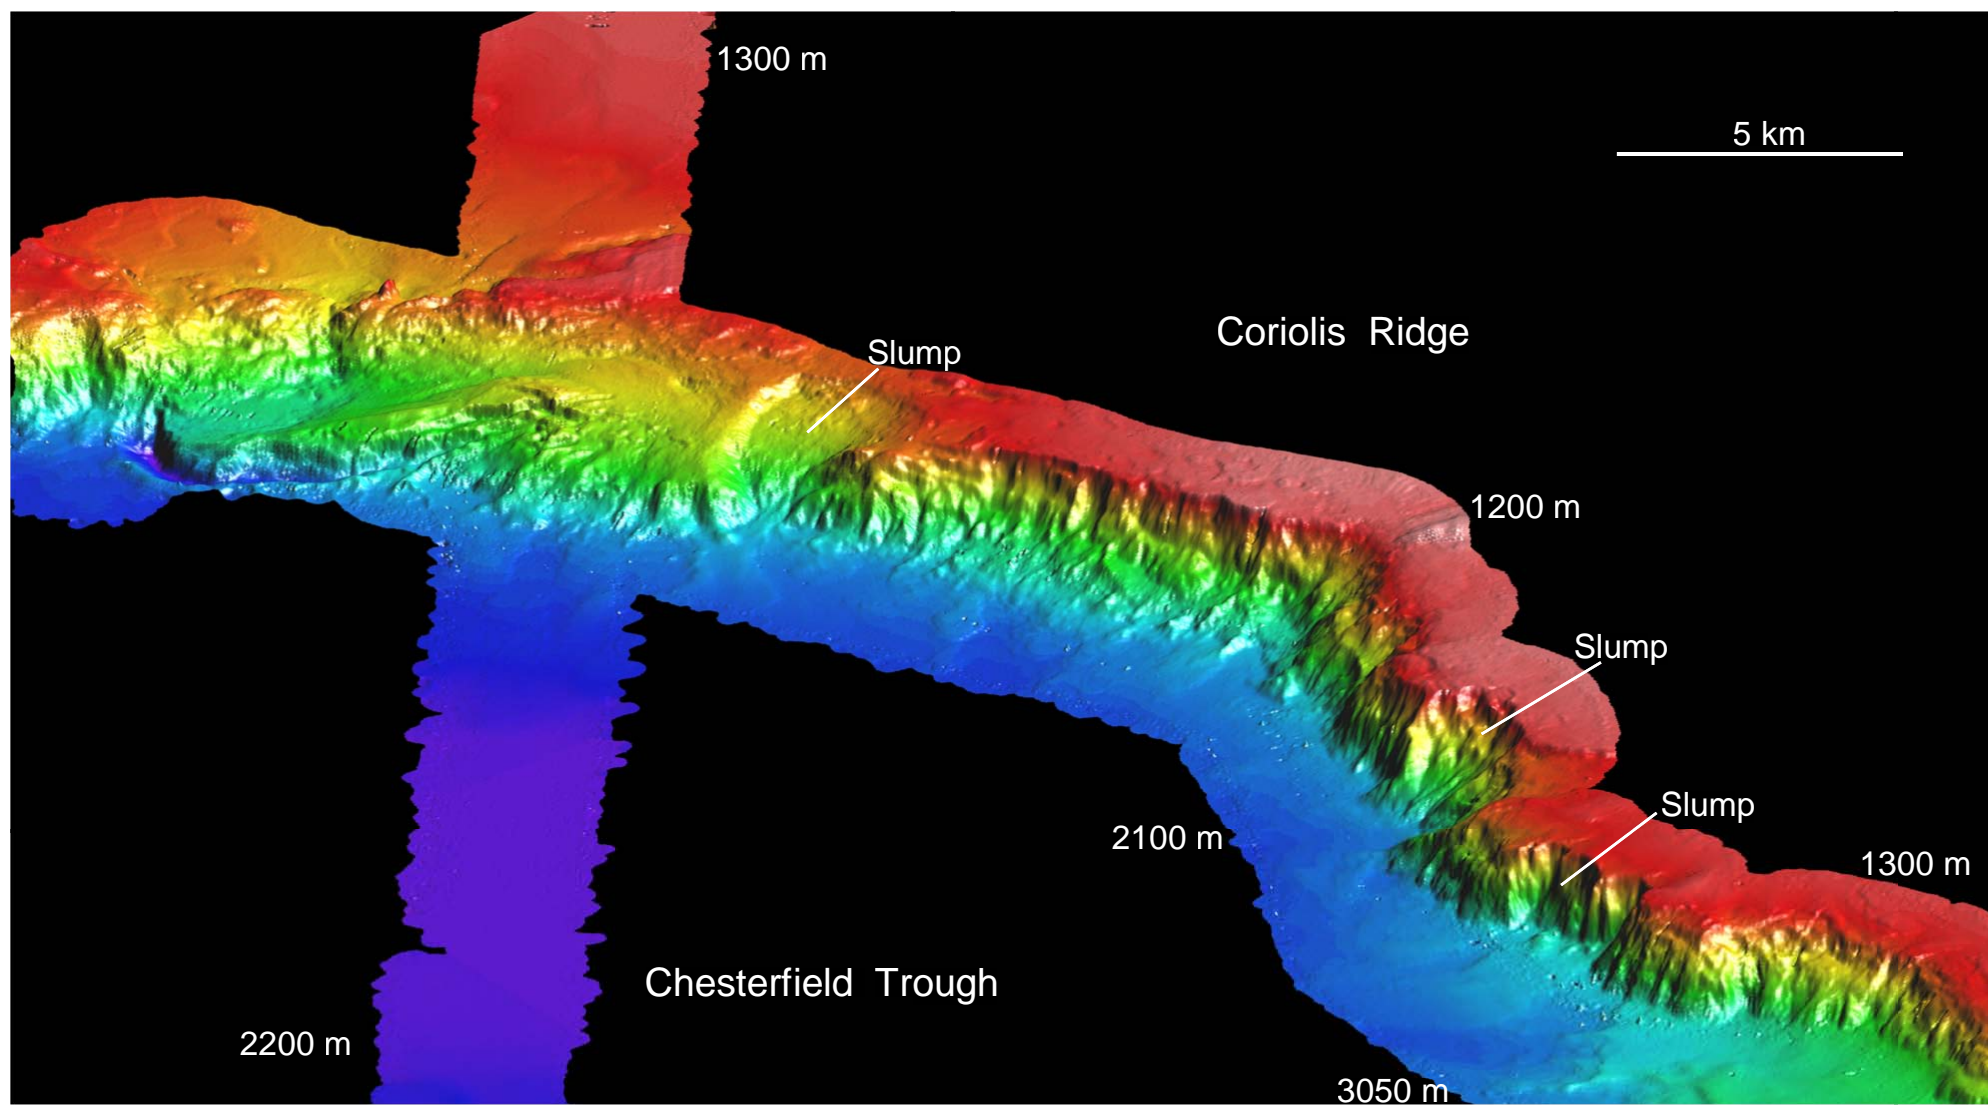 1300 m
5 km
Coriolis Ridge
Slump
1200 m
Slump
Slump
2100 m
1300 m
Chesterfield Trough
2200 m
3050 m